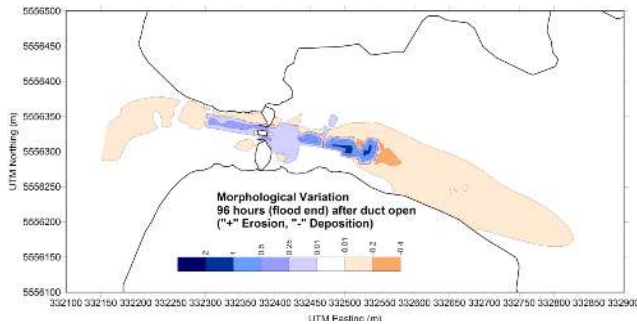 5556500
5556450
5556400
5556350
5556300
5556250
5556200
5556150
5556100
UTM Northing (m)
Morphological Variation
96 hours (flood end) after duct open
("+" Erosion, "-" Deposition)
2 1 0.5 0.25 0.01 -0.01 -0.2 -0.4
332100 332150 332200 332250 332300 332350 332400 332450 332500 332550 332600 332650 332700 332750 332800 332850 332900
UTM Easting (m)